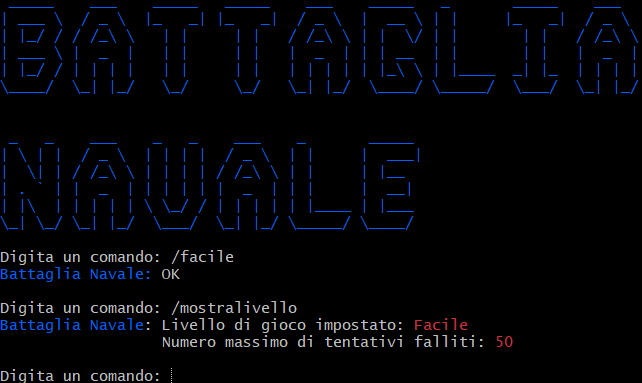 BATTAGLIA
NAVALE
Digita un comando: /facile
Battaglia Navale: OK
Digita un comando: /mostralivello
Battaglia Navale: Livello di gioco impostato: Facile
Numero massimo di tentativi falliti: 50
Digita un comando: